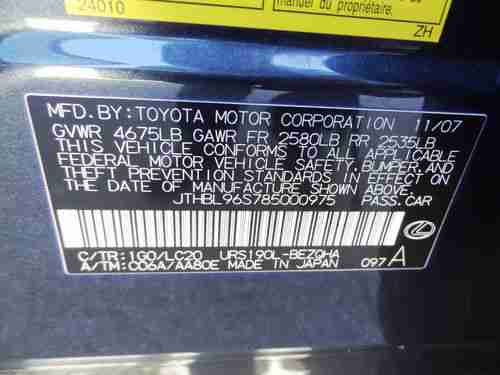 24010
manuel du propriétaire.
ZH
MFD.BY:TOYOTA MOTOR CORPORATION 11/07
GVWR 4675LB GAWR FR 2580LB RR 2535LB
THIS VEHICLE CONFORMS TO ALL APPLICABLE
FEDERAL MOTOR VEHICLE SAFETY,BUMPER,AND
THEFT PREVENTION STANDARDS IN EFFECT ON
THE DATE OF MANUFACTURE SHOWN ABOVE.
JTHBL96S785000975 PASS.CAR
C/TR:1G0/LC20 URS190L-BEZQHA
A/TM:C06A/AA80E MADE IN JAPAN 097A